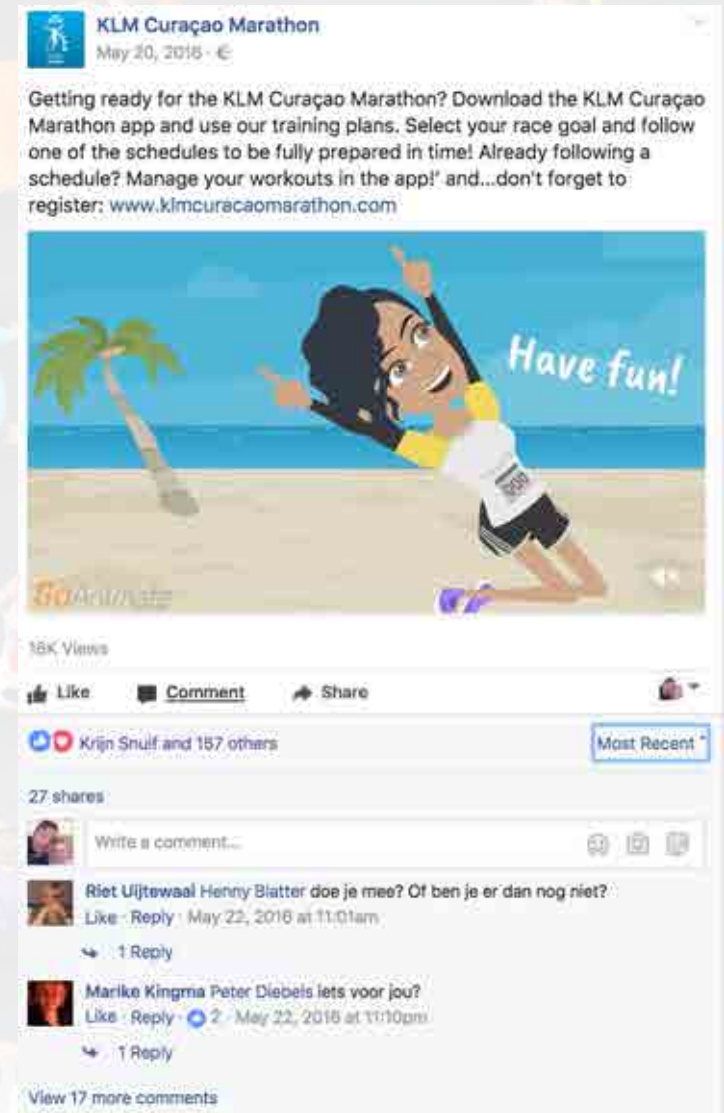 KLM Curaçao Marathon
May 20, 2016 ·
Getting ready for the KLM Curaçao Marathon? Download the KLM Curaçao
Marathon app and use our training plans. Select your race goal and follow
one of the schedules to be fully prepared in time! Already following a
schedule? Manage your workouts in the app!' and...don't forget to
register: www.klmcuracaomarathon.com
Have fun!
GoAnimate
16K Views
Like Comment Share
Krijn Snuif and 157 others
Most Recent
27 shares
Write a comment...
Riet Uijtewaal Henny Blatter doe je mee? Of ben je er dan nog niet?
Like · Reply · May 22, 2016 at 11:01am
1 Reply
Marike Kingma Peter Diebels iets voor jou?
Like · Reply · 2 · May 22, 2016 at 11:10pm
1 Reply
View 17 more comments